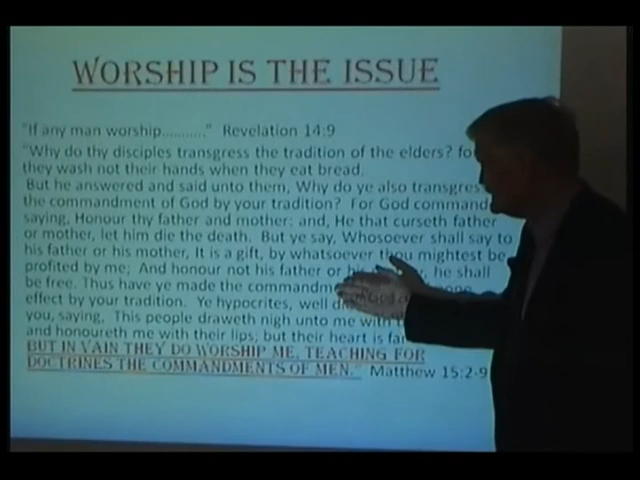 WORSHIP IS THE ISSUE
"If any man worship.........." Revelation 14:9
"Why do thy disciples transgress the tradition of the elders? fo
they wash not their hands when they eat bread.
But he answered and said unto them, Why do ye also transgres
the commandment of God by your tradition? For God command
saying, Honour thy father and mother: and, He that curseth father
or mother, let him die the death. But ye say, Whosoever shall say to
his father or his mother, It is a gift, by whatsoever thou mightest be
profited by me; And honour not his father or he shall
be free. Thus have ye made the commandm
effect by your tradition. Ye hypocrites, well
you, saying, This people draweth nigh unto me with
and honoureth me with their lips; but their heart is far
BUT IN VAIN THEY DO WORSHIP ME, TEACHING FOR
DOCTRINES THE COMMANDMENTS OF MEN." Matthew 15:2-9